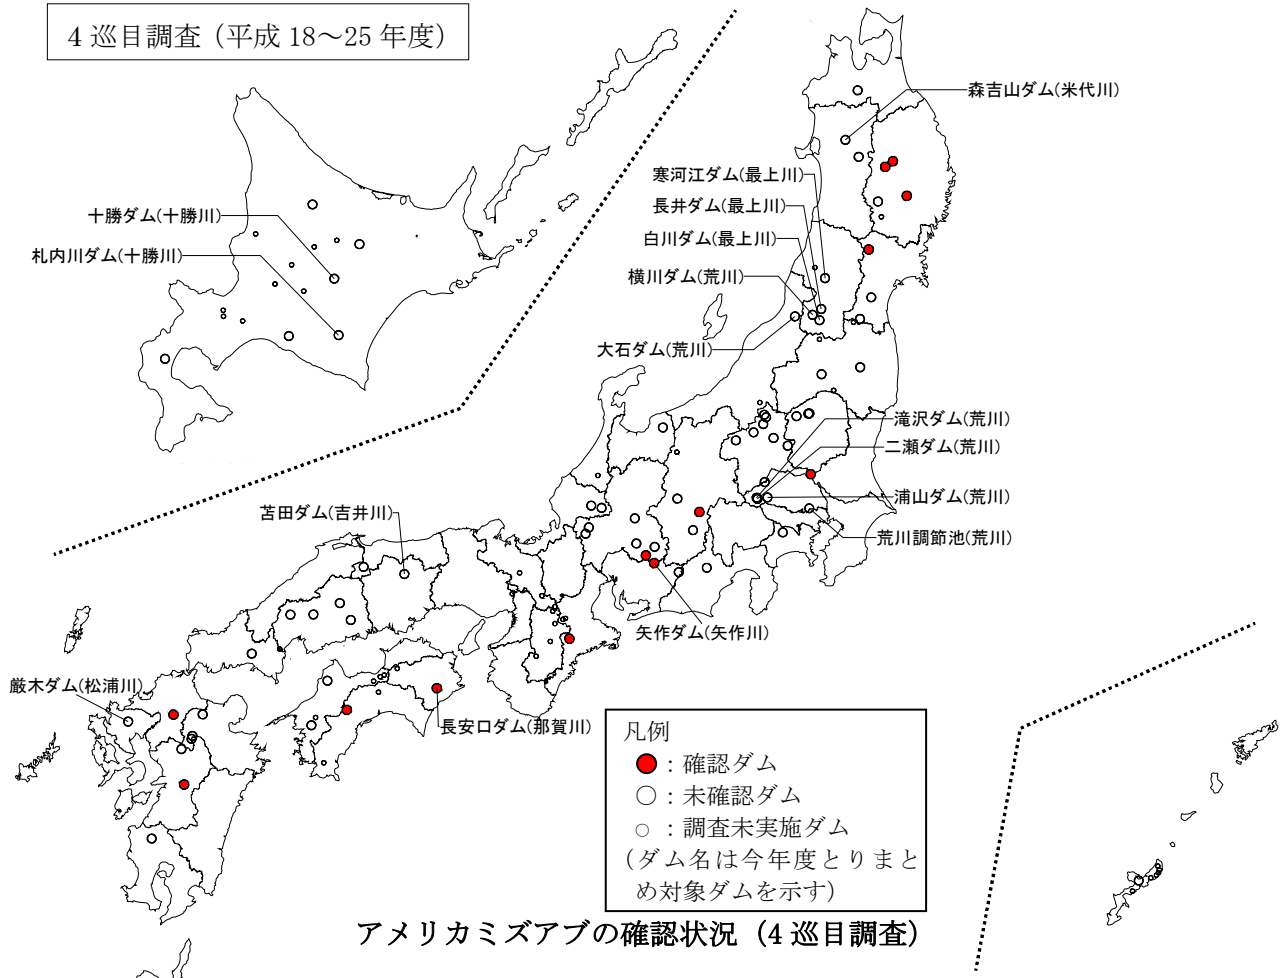 4 巡目調査（平成 18～25 年度）
森吉山ダム(米代川)
寒河江ダム(最上川)
長井ダム(最上川)
白川ダム(最上川)
横川ダム(荒川)
大石ダム(荒川)
十勝ダム(十勝川)
札内川ダム(十勝川)
滝沢ダム(荒川)
二瀬ダム(荒川)
浦山ダム(荒川)
荒川調節池(荒川)
苫田ダム(吉井川)
矢作ダム(矢作川)
厳木ダム(松浦川)
長安口ダム(那賀川)
凡例
：確認ダム
：未確認ダム
：調査未実施ダム
（ダム名は今年度とりまと
め対象ダムを示す）
アメリカミズアブの確認状況（4 巡目調査）